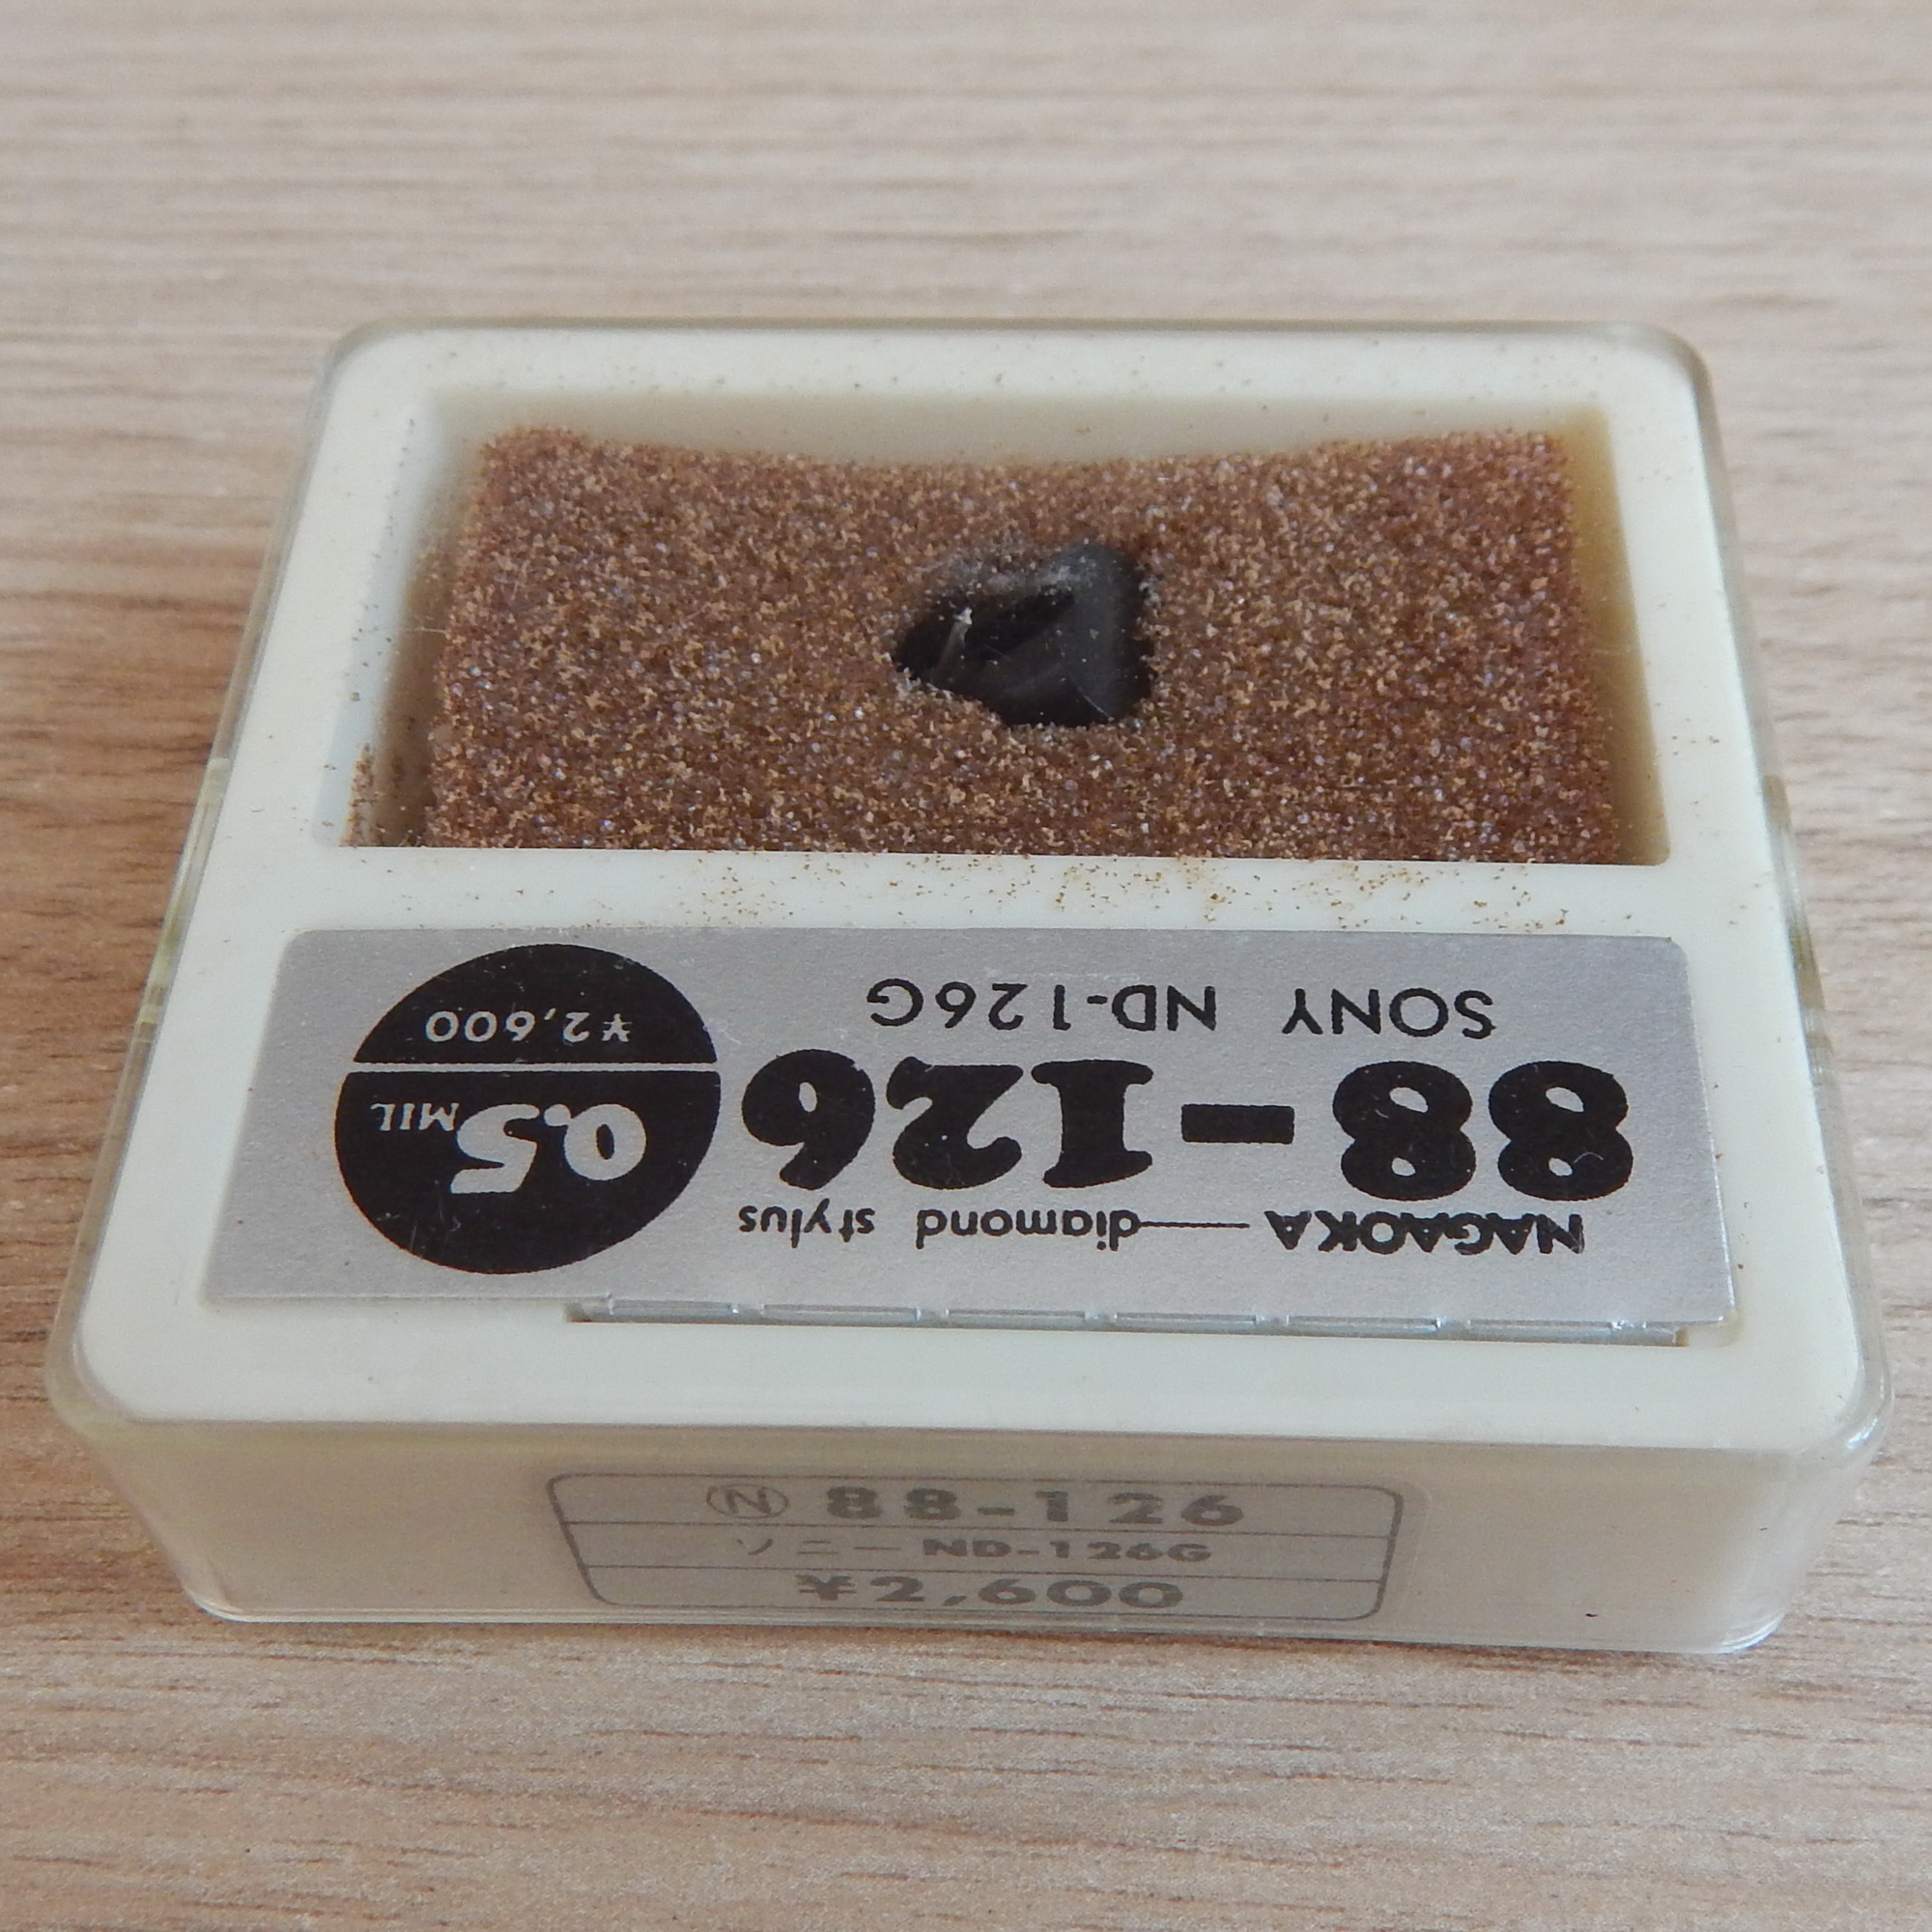 NAGAOKA — diamond stylus
88-126
SONY ND-126G
0.5 MIL
¥2,600
Ⓝ 88-126
ソニー ND-126G
¥2,600